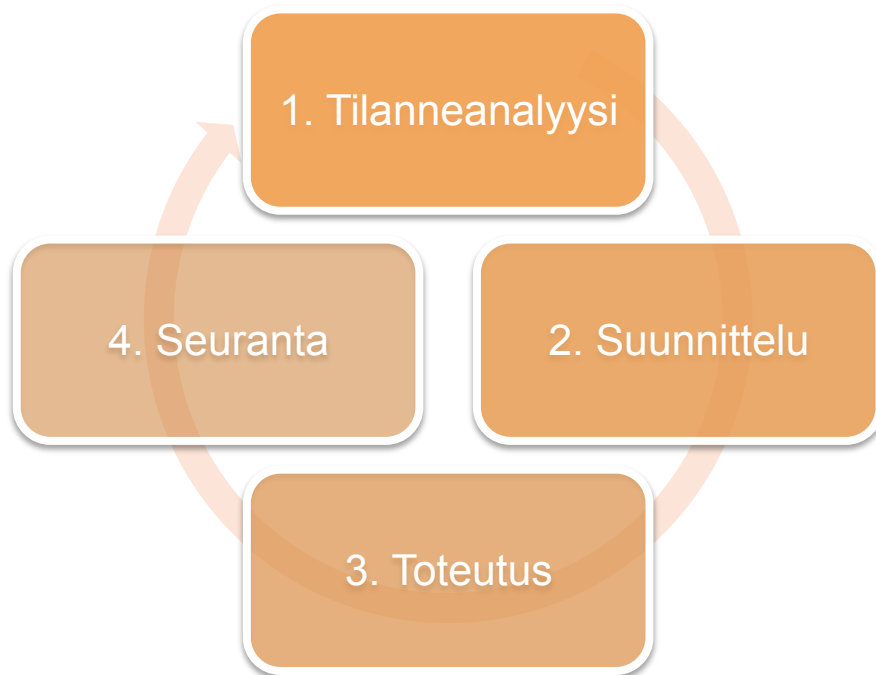 1. Tilanneanalyysi
2. Suunnittelu
3. Toteutus
4. Seuranta